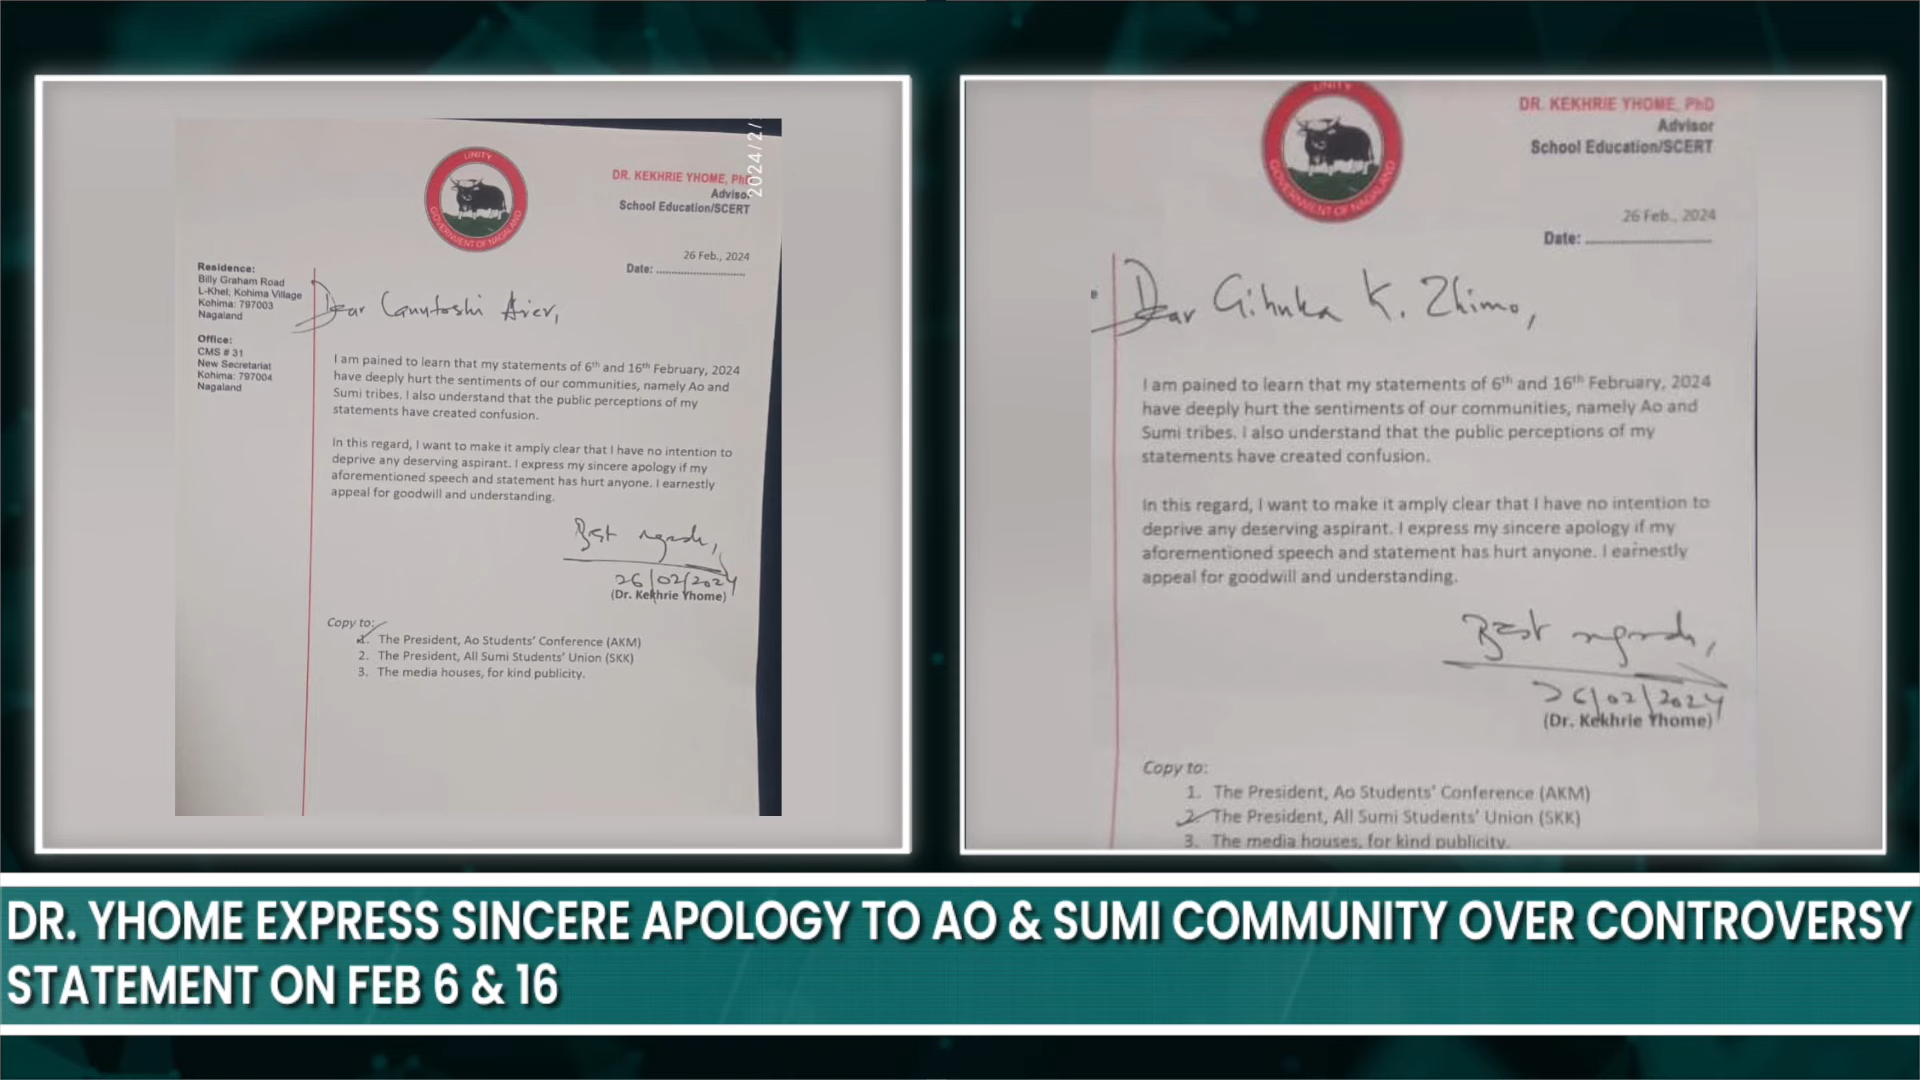 2024/2/
UNITY
GOVERNMENT OF NAGALAND
DR. KEKHRIE YHOME, PhD
Advisor
School Education/SCERT
26 Feb., 2024
Date: ............................
Residence:
Billy Graham Road
L-Khel, Kohima Village
Kohima: 797003
Nagaland
Office:
CMS # 31
New Secretariat
Kohima: 797004
Nagaland
Dear Canutoshi Aier,
I am pained to learn that my statements of 6th and 16th February, 2024
have deeply hurt the sentiments of our communities, namely Ao and
Sumi tribes. I also understand that the public perceptions of my
statements have created confusion.
In this regard, I want to make it amply clear that I have no intention to
deprive any deserving aspirant. I express my sincere apology if my
aforementioned speech and statement has hurt anyone. I earnestly
appeal for goodwill and understanding.
Best regards,
26/02/2024
(Dr. Kekhrie Yhome)
Copy to:
1. The President, Ao Students' Conference (AKM)
2. The President, All Sumi Students' Union (SKK)
3. The media houses, for kind publicity.
UNITY
GOVERNMENT OF NAGALAND
DR. KEKHRIE YHOME, PhD
Advisor
School Education/SCERT
26 Feb., 2024
Date: ............................
Dear Gihuka K. Zhimo,
I am pained to learn that my statements of 6th and 16th February, 2024
have deeply hurt the sentiments of our communities, namely Ao and
Sumi tribes. I also understand that the public perceptions of my
statements have created confusion.
In this regard, I want to make it amply clear that I have no intention to
deprive any deserving aspirant. I express my sincere apology if my
aforementioned speech and statement has hurt anyone. I earnestly
appeal for goodwill and understanding.
Best regards,
26/02/2024
(Dr. Kekhrie Yhome)
Copy to:
1. The President, Ao Students' Conference (AKM)
2. The President, All Sumi Students' Union (SKK)
3. The media houses, for kind publicity.
DR. YHOME EXPRESS SINCERE APOLOGY TO AO & SUMI COMMUNITY OVER CONTROVERSY
STATEMENT ON FEB 6 & 16